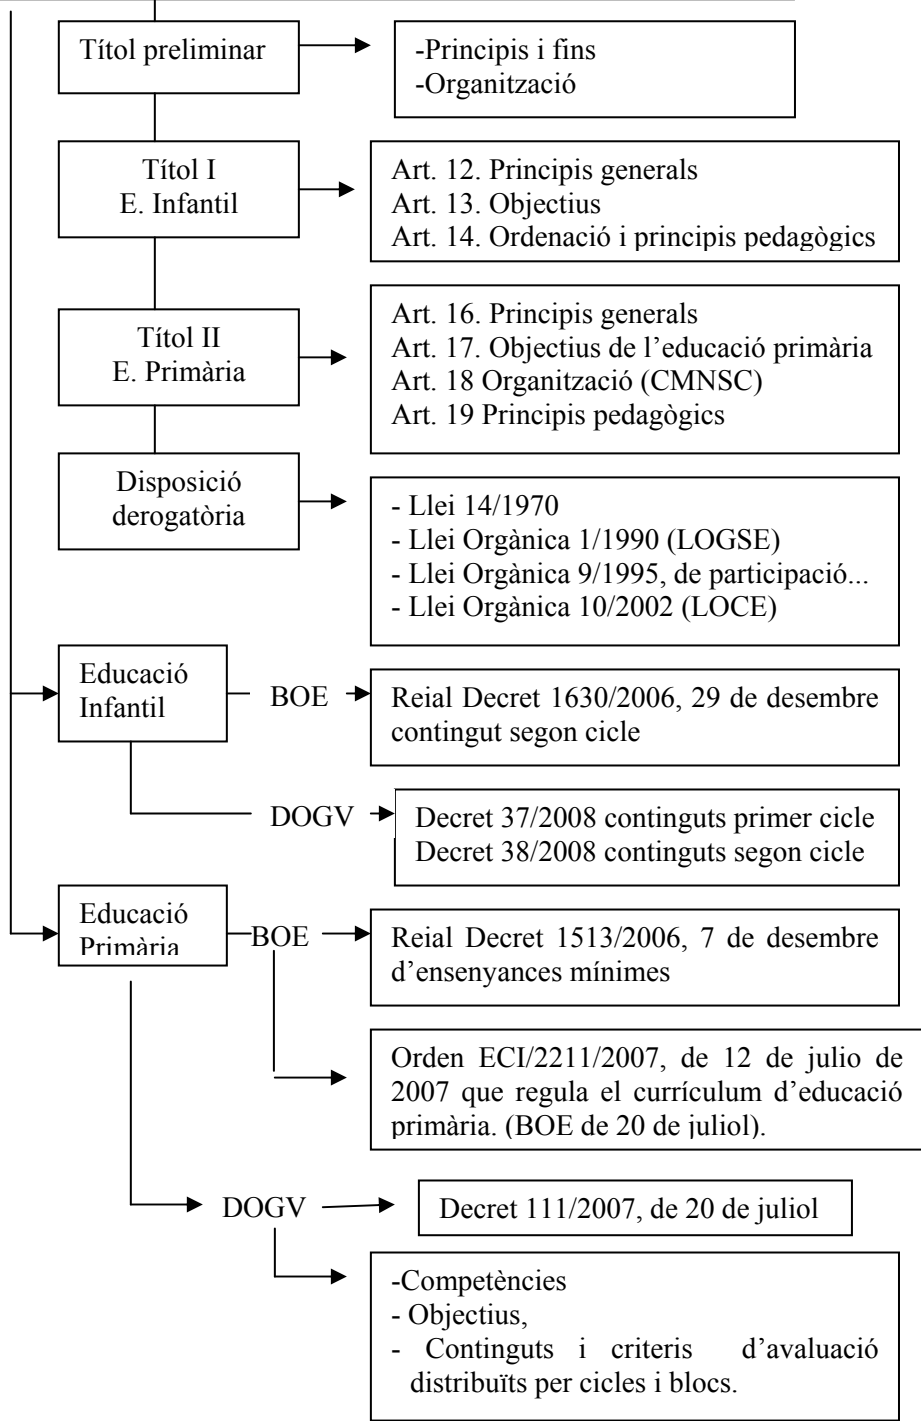 Títol preliminar
-Principis i fins
-Organització
Títol I
E. Infantil
Art. 12. Principis generals
Art. 13. Objectius
Art. 14. Ordenació i principis pedagògics
Títol II
E. Primària
Art. 16. Principis generals
Art. 17. Objectius de l’educació primària
Art. 18 Organització (CMNSC)
Art. 19 Principis pedagògics
Disposició
derogatòria
- Llei 14/1970
- Llei Orgànica 1/1990 (LOGSE)
- Llei Orgànica 9/1995, de participació...
- Llei Orgànica 10/2002 (LOCE)
Educació
Infantil
BOE
Reial Decret 1630/2006, 29 de desembre
contingut segon cicle
DOGV
Decret 37/2008 continguts primer cicle
Decret 38/2008 continguts segon cicle
Educació
Primària
BOE
Reial Decret 1513/2006, 7 de desembre
d’ensenyances mínimes
Orden ECI/2211/2007, de 12 de julio de
2007 que regula el currículum d’educació
primària. (BOE de 20 de juliol).
DOGV
Decret 111/2007, de 20 de juliol
-Competències
- Objectius,
- Continguts i criteris d’avaluació
distribuïts per cicles i blocs.